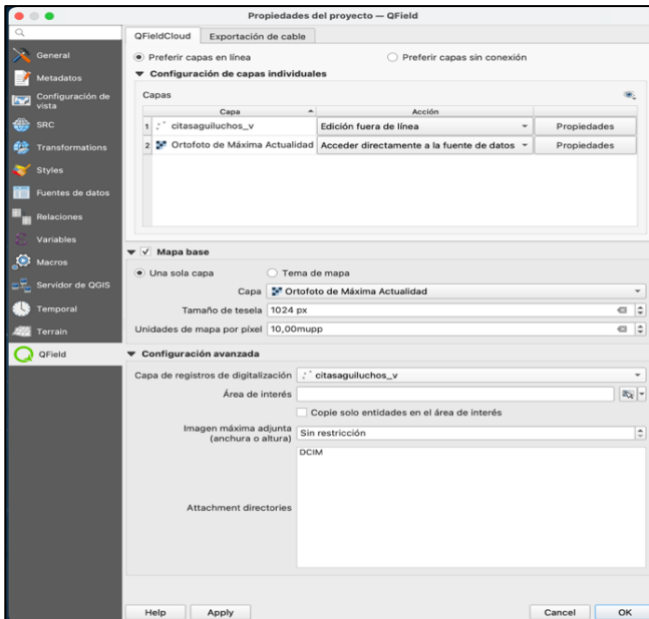 Propiedades del proyecto — QField
General
Metadatos
Configuración de
vista
SRC
Transformations
Styles
Fuentes de datos
Relaciones
Variables
Macros
Servidor de QGIS
Temporal
Terrain
QField
QFieldCloud Exportación de cable
Preferir capas en línea Preferir capas sin conexión
Configuración de capas individuales
Capas
Capa Acción
1 citasaguiluchos_v Edición fuera de línea Propiedades
2 Ortofoto de Máxima Actualidad Acceder directamente a la fuente de datos Propiedades
Mapa base
Una sola capa Tema de mapa
Capa Ortofoto de Máxima Actualidad
Tamaño de tesela 1024 px
Unidades de mapa por píxel 10,00mupp
Configuración avanzada
Capa de registros de digitalización citasaguiluchos_v
Área de interés
Copie solo entidades en el área de interés
Imagen máxima adjunta
(anchura o altura) Sin restricción
DCIM
Attachment directories
Help Apply Cancel OK